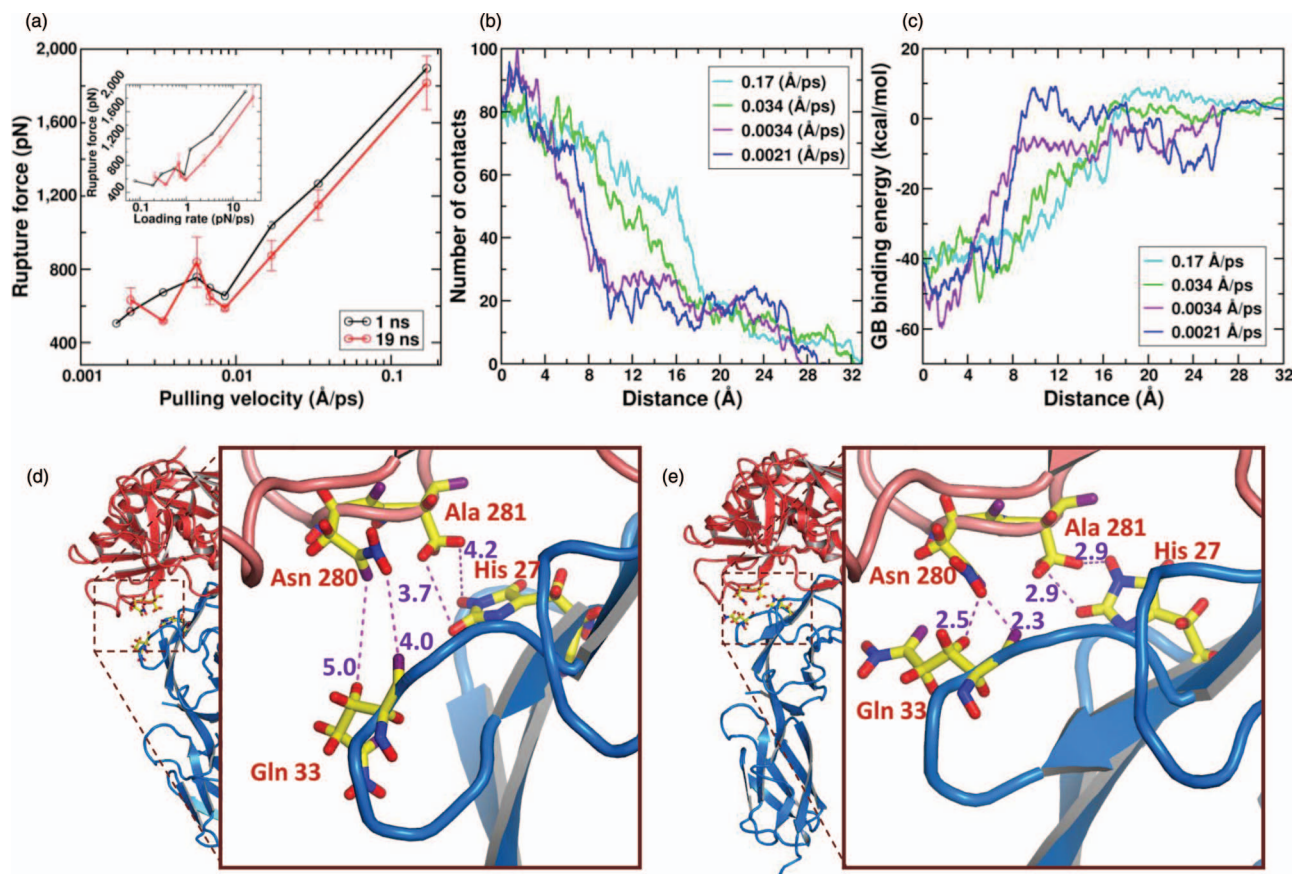 (a)
2,000
1,600
1,200
800
400
0.001
0.01
0.1
Rupture force (pN)
Pulling velocity (Å/ps)
1 ns
19 ns
2,000
1,600
1,200
800
400
0.1
1
10
Rupture force (pN)
Loading rate (pN/ps)
(b)
100
80
60
40
20
0
0 4 8 12 16 20 24 28 32
Number of contacts
Distance (Å)
0.17 (Å/ps)
0.034 (Å/ps)
0.0034 (Å/ps)
0.0021 (Å/ps)
(c)
20
0
-20
-40
-60
0 4 8 12 16 20 24 28 32
GB binding energy (kcal/mol)
Distance (Å)
0.17 Å/ps
0.034 Å/ps
0.0034 Å/ps
0.0021 Å/ps
(d)
Ala 281
4.2
Asn 280
His 27
3.7
4.0
5.0
Gln 33
(e)
Ala 281
2.9
His 27
Asn 280
2.9
2.5
2.3
Gln 33